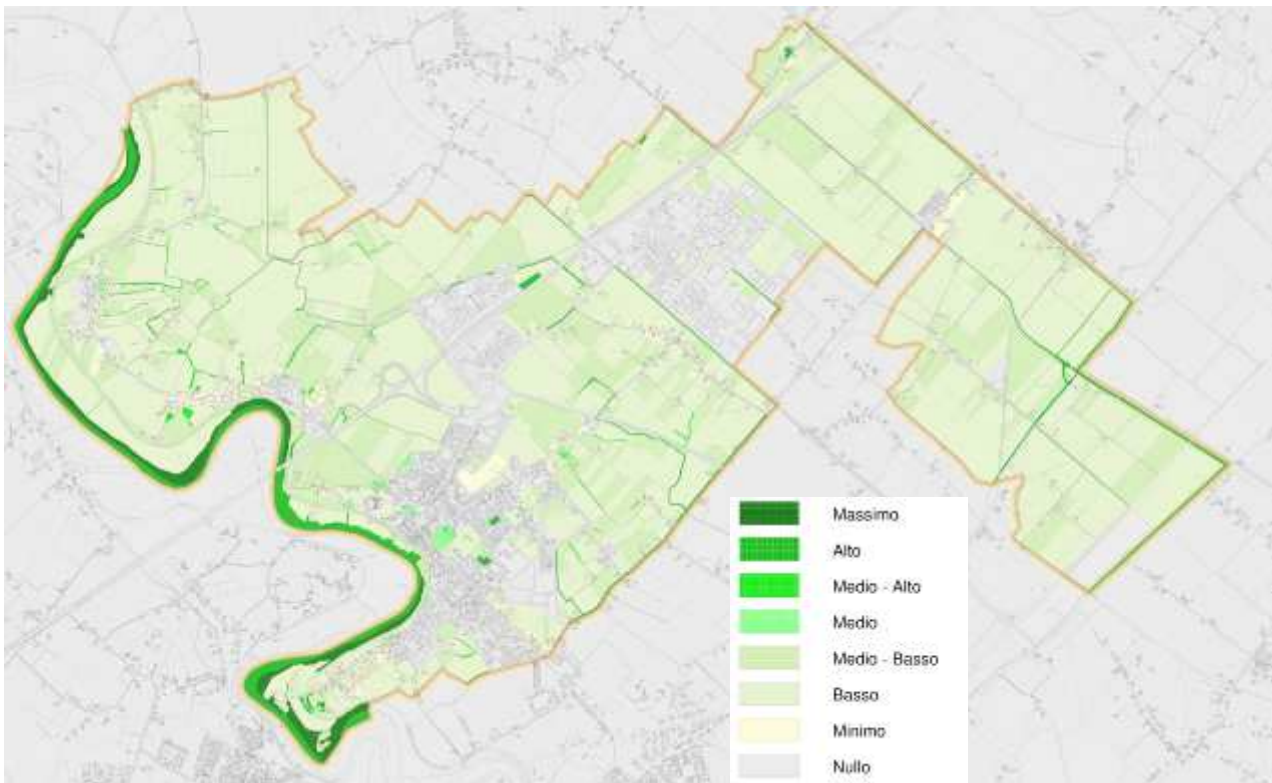 Massimo
Alto
Medio - Alto
Medio
Medio - Basso
Basso
Minimo
Nullo